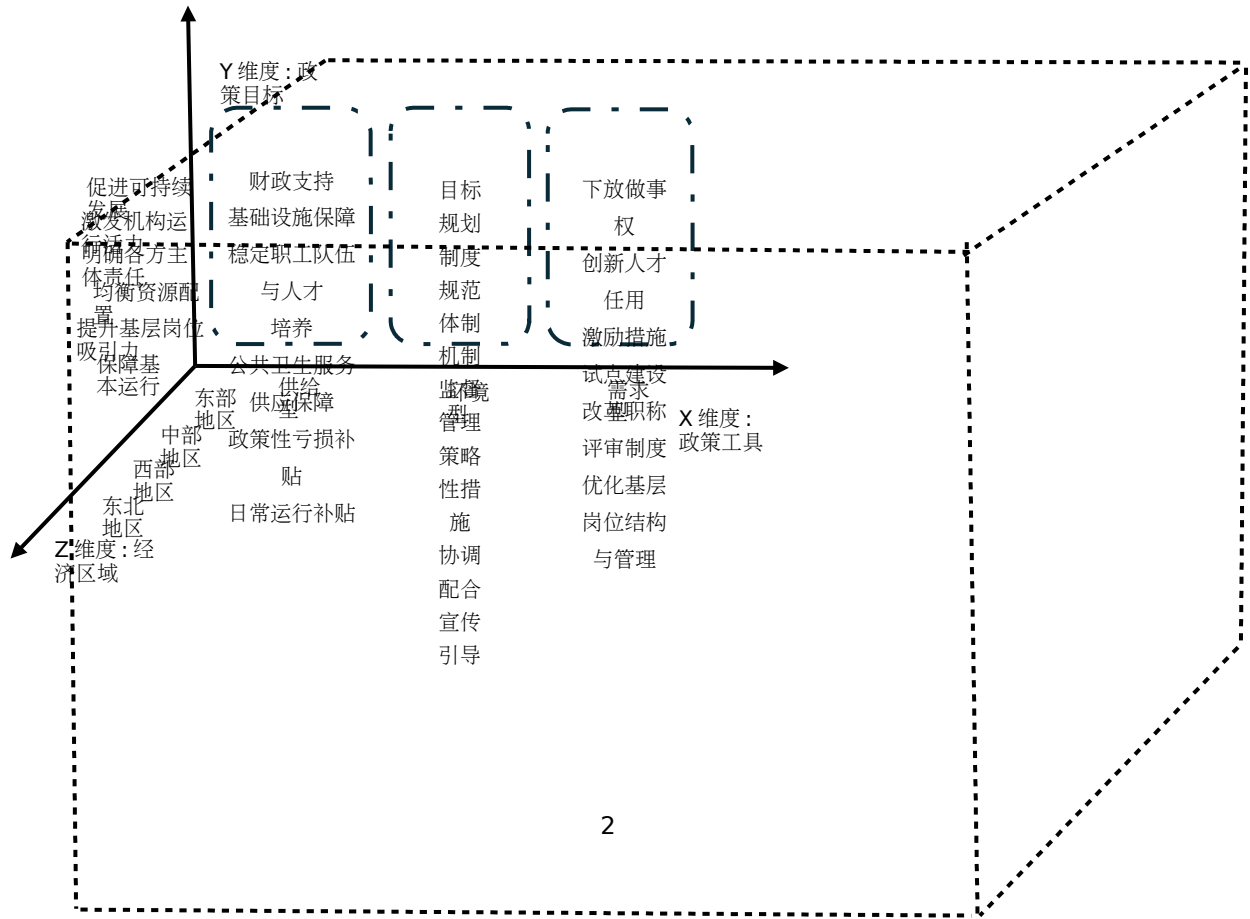 Y 维度 : 政
策目标
促进可持续
发展
激发机构运
行活力
明确各方主
体责任
均衡资源配
置
提升基层岗位
吸引力
保障基
本运行
财政支持
基础设施保障
稳定职工队伍
与人才
培养
公共卫生服务
供应保障
政策性亏损补
贴
日常运行补贴
供给
型
目标
规划
制度
规范
体制
机制
监督
管理
策略
性措
施
协调
配合
宣传
引导
环境
型
下放做事
权
创新人才
任用
激励措施
试点建设
改革职称
评审制度
优化基层
岗位结构
与管理
需求
型
X 维度 :
政策工具
东部
地区
中部
地区
西部
地区
东北
地区
Z 维度 : 经
济区域
2